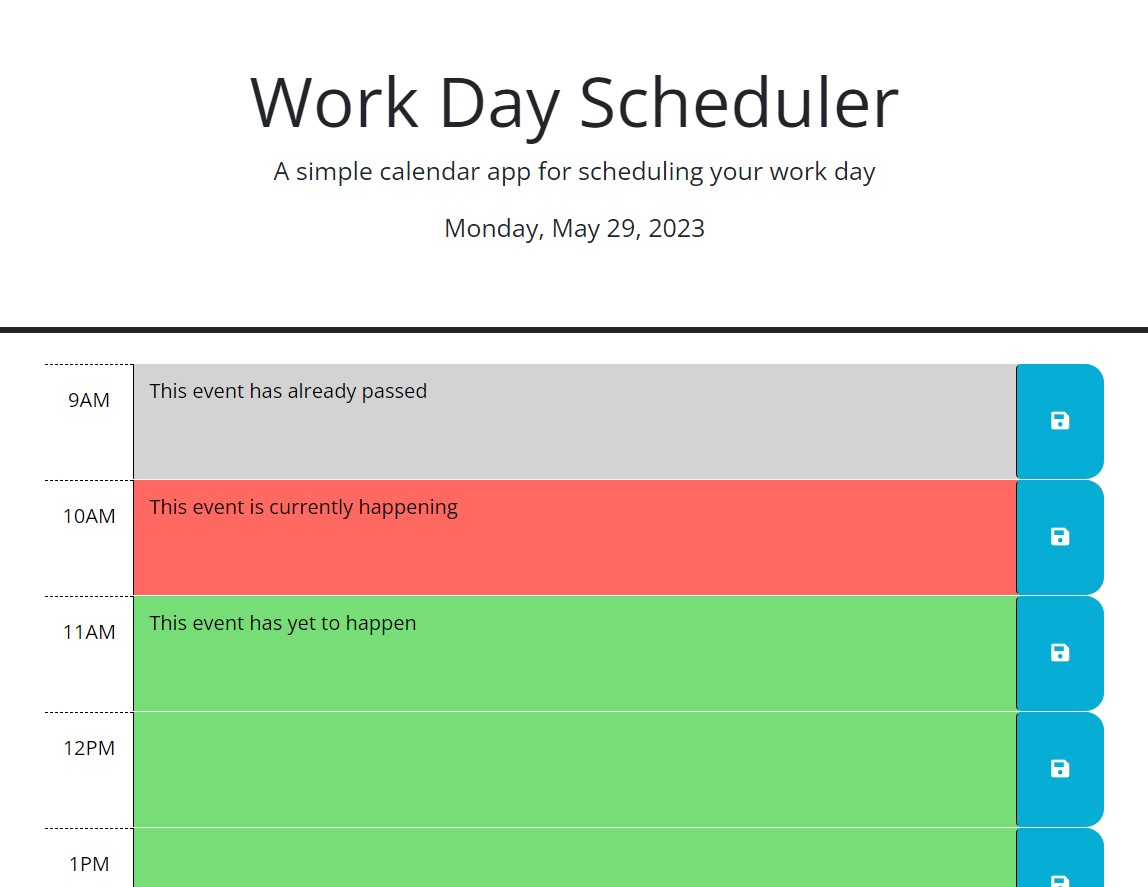 Work Day Scheduler
A simple calendar app for scheduling your work day
Monday, May 29, 2023
9AM
This event has already passed
10AM
This event is currently happening
11AM
This event has yet to happen
12PM
1PM